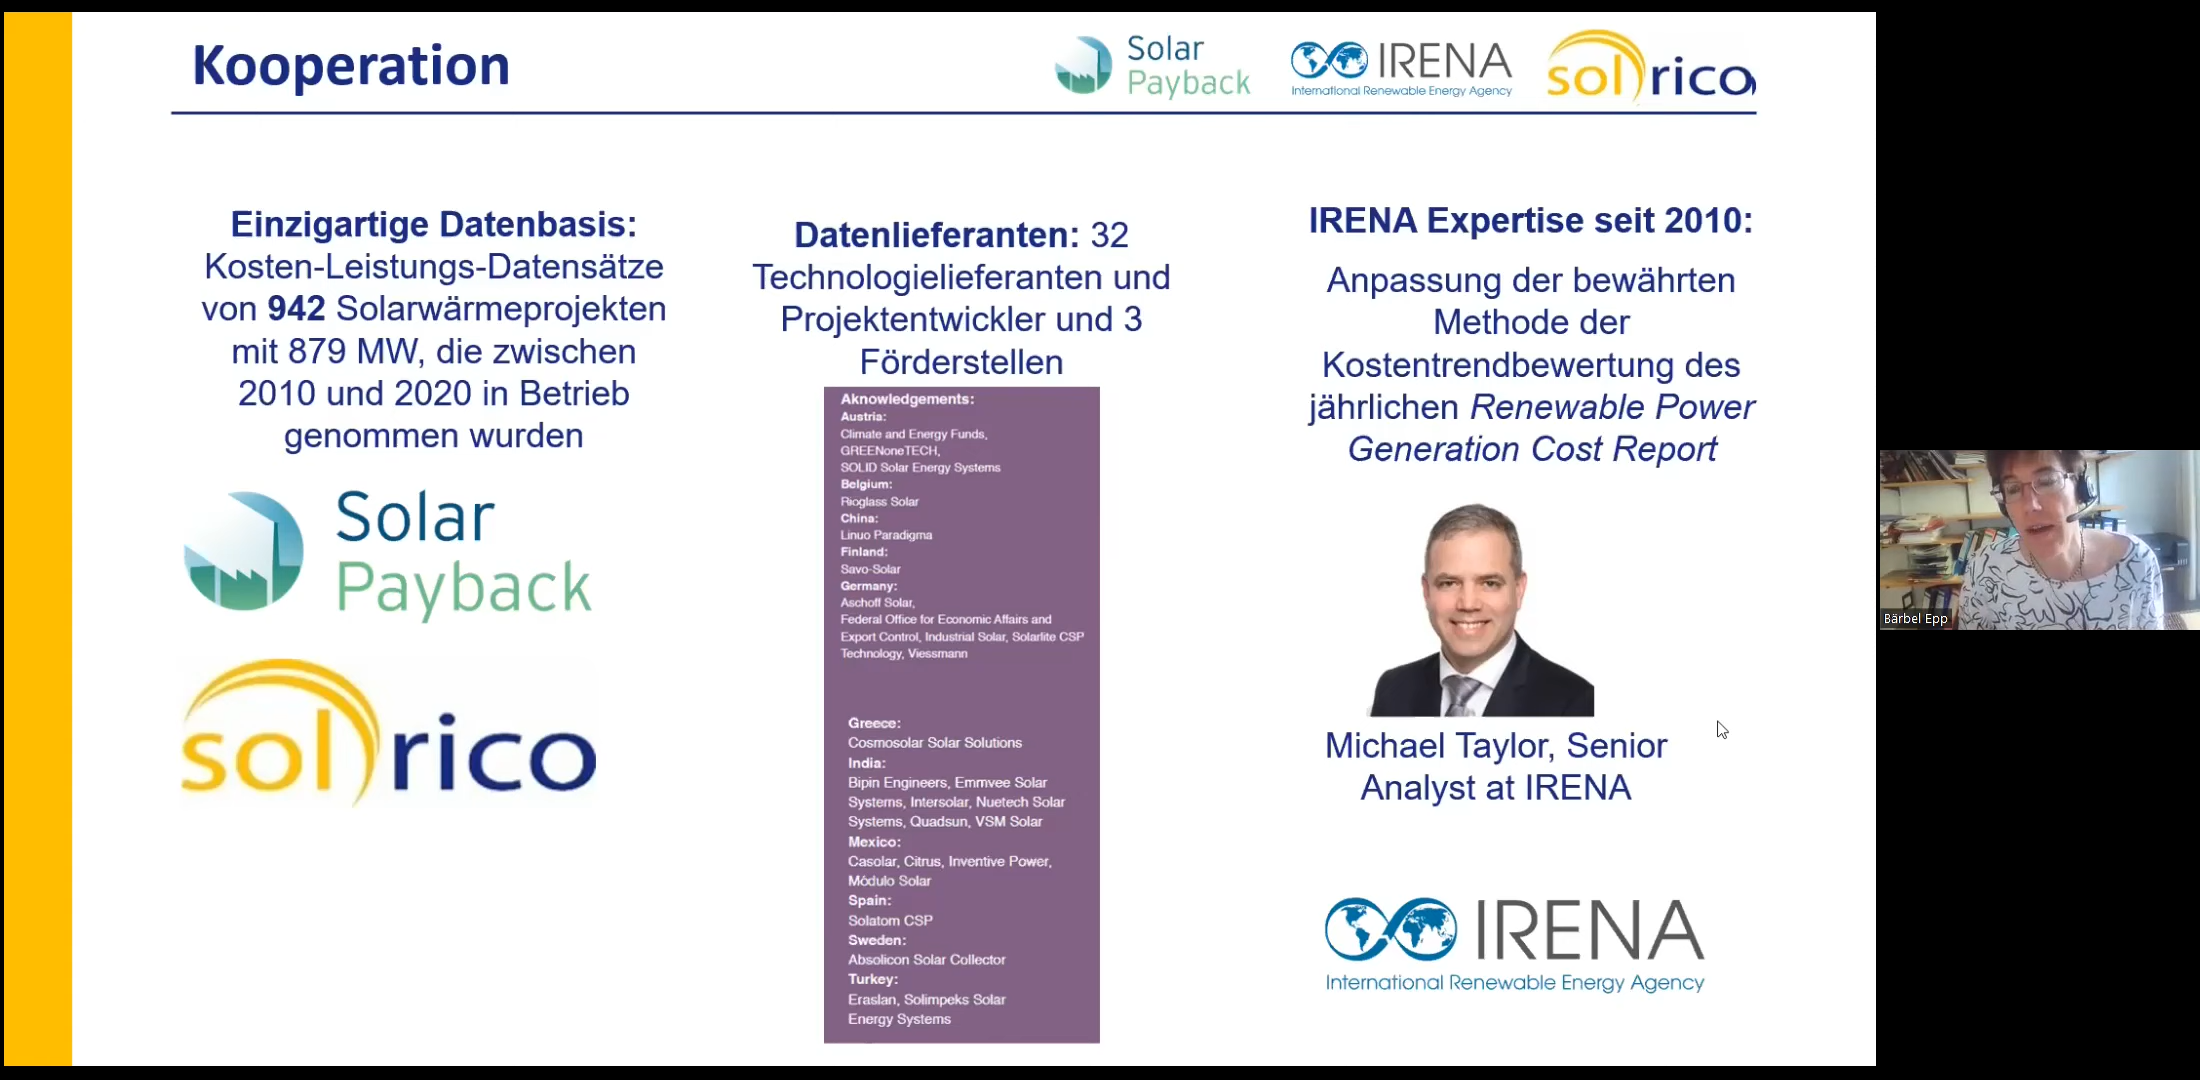 Kooperation
Solar
Payback
IRENA
International Renewable Energy Agency
solrico
Einzigartige Datenbasis:
Kosten-Leistungs-Datensätze
von 942 Solarwärmeprojekten
mit 879 MW, die zwischen
2010 und 2020 in Betrieb
genommen wurden
Solar
Payback
solrico
Datenlieferanten: 32
Technologielieferanten und
Projektentwickler und 3
Förderstellen
Aknowledgements:
Austria:
Climate and Energy Funds,
GREENoneTECH,
SOLID Solar Energy Systems
Belgium:
Rioglass Solar
China:
Linuo Paradigma
Finland:
Savo-Solar
Germany:
Aschoff Solar,
Federal Office for Economic Affairs and
Export Control, Industrial Solar, Solarlite CSP
Technology, Viessmann
Greece:
Cosmosolar Solar Solutions
India:
Bipin Engineers, Emmvee Solar
Systems, Intersolar, Nuetech Solar
Systems, Quadsun, VSM Solar
Mexico:
Casolar, Citrus, Inventive Power,
Módulo Solar
Spain:
Solatom CSP
Sweden:
Absolicon Solar Collector
Turkey:
Eraslan, Solimpeks Solar
Energy Systems
IRENA Expertise seit 2010:
Anpassung der bewährten
Methode der
Kostentrendbewertung des
jährlichen Renewable Power
Generation Cost Report
Michael Taylor, Senior
Analyst at IRENA
IRENA
International Renewable Energy Agency
Bärbel Epp